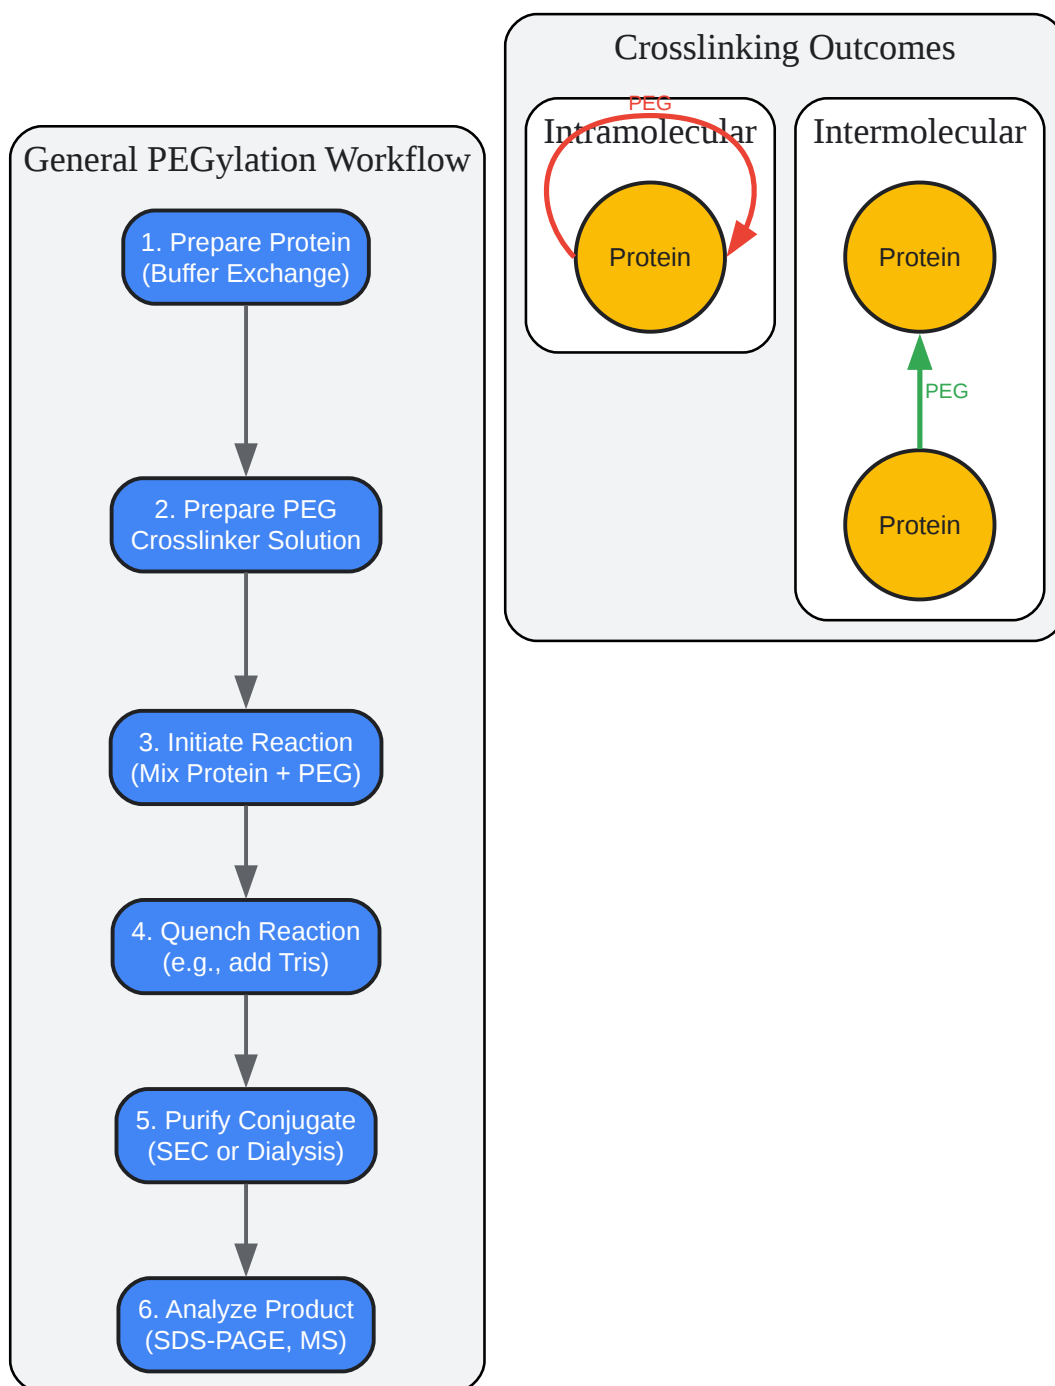 General PEGylation Workflow
1. Prepare Protein
(Buffer Exchange)
2. Prepare PEG
Crosslinker Solution
3. Initiate Reaction
(Mix Protein + PEG)
4. Quench Reaction
(e.g., add Tris)
5. Purify Conjugate
(SEC or Dialysis)
6. Analyze Product
(SDS-PAGE, MS)
Crosslinking Outcomes
PEG
Intramolecular
Protein
Intermolecular
Protein
PEG
Protein